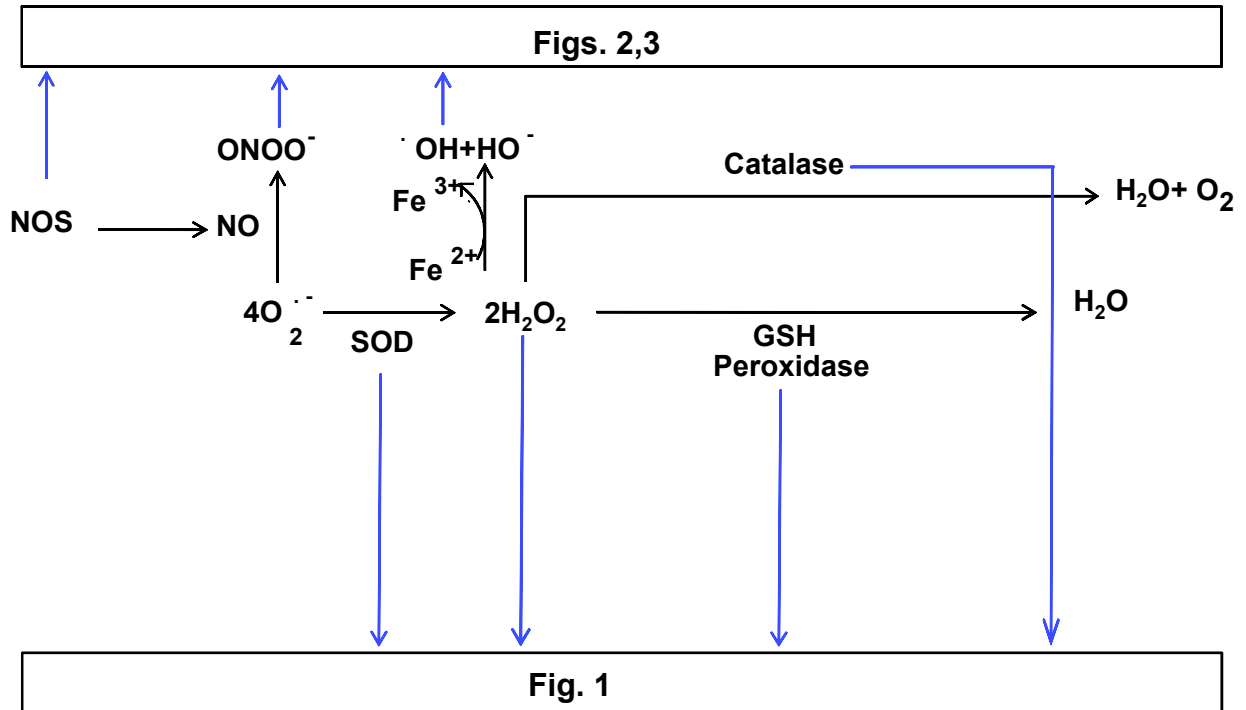 Figs. 2,3
ONOO⁻
˙OH+HO⁻
Catalase
Fe ³⁺
H₂O+ O₂
NOS
NO
Fe ²⁺
4O₂˙⁻
2H₂O₂
H₂O
SOD
GSH
Peroxidase
Fig. 1